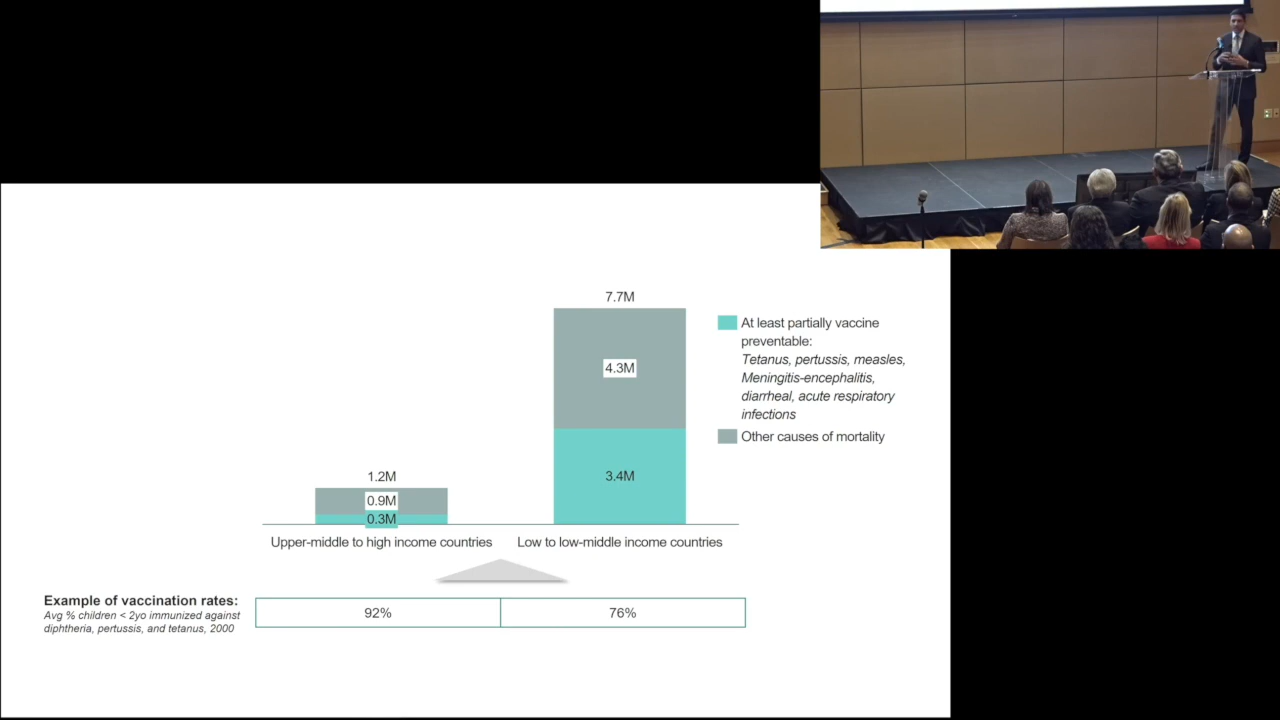 7.7M
4.3M
3.4M
1.2M
0.9M
0.3M
At least partially vaccine
preventable:
Tetanus, pertussis, measles,
Meningitis-encephalitis,
diarrheal, acute respiratory
infections
Other causes of mortality
Upper-middle to high income countries
Low to low-middle income countries
Example of vaccination rates:
Avg % children < 2yo immunized against
diphtheria, pertussis, and tetanus, 2000
92%
76%